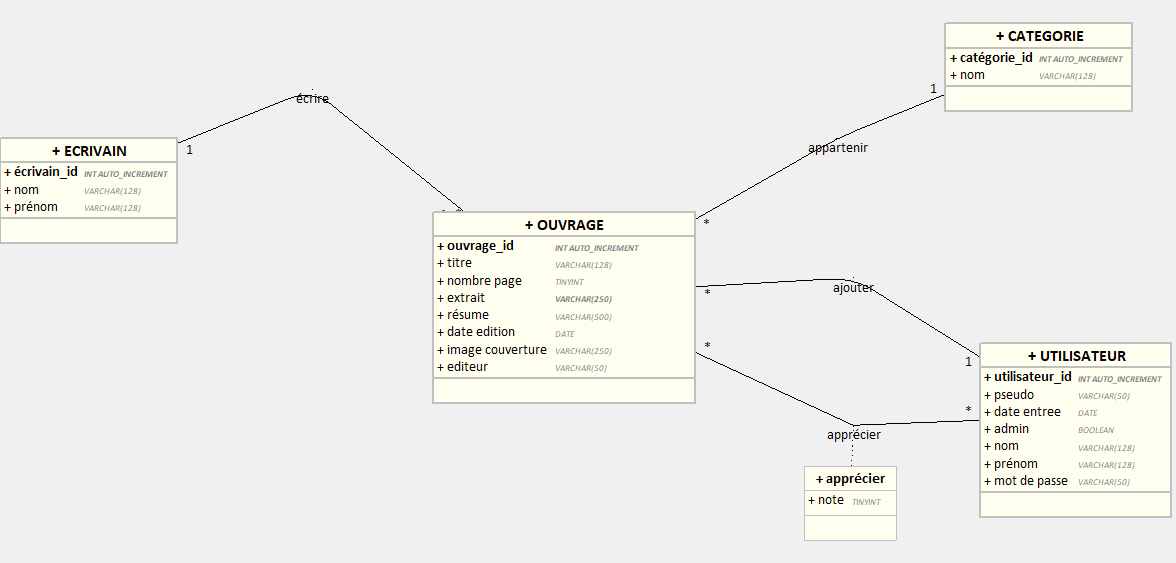 + CATEGORIE
+ catégorie_id INT AUTO_INCREMENT
+ nom VARCHAR(128)
1
écrire
appartenir
+ ECRIVAIN
+ écrivain_id INT AUTO_INCREMENT
+ nom VARCHAR(128)
+ prénom VARCHAR(128)
1
*
+ OUVRAGE
+ ouvrage_id INT AUTO_INCREMENT
+ titre VARCHAR(128)
+ nombre page TINYINT
+ extrait VARCHAR(250)
+ résume VARCHAR(500)
+ date edition DATE
+ image couverture VARCHAR(250)
+ editeur VARCHAR(50)
*
*
ajouter
1
*
+ UTILISATEUR
+ utilisateur_id INT AUTO_INCREMENT
+ pseudo VARCHAR(50)
+ date entree DATE
+ admin BOOLEAN
+ nom VARCHAR(128)
+ prénom VARCHAR(128)
+ mot de passe VARCHAR(50)
*
apprécier
+ apprécier
+ note TINYINT